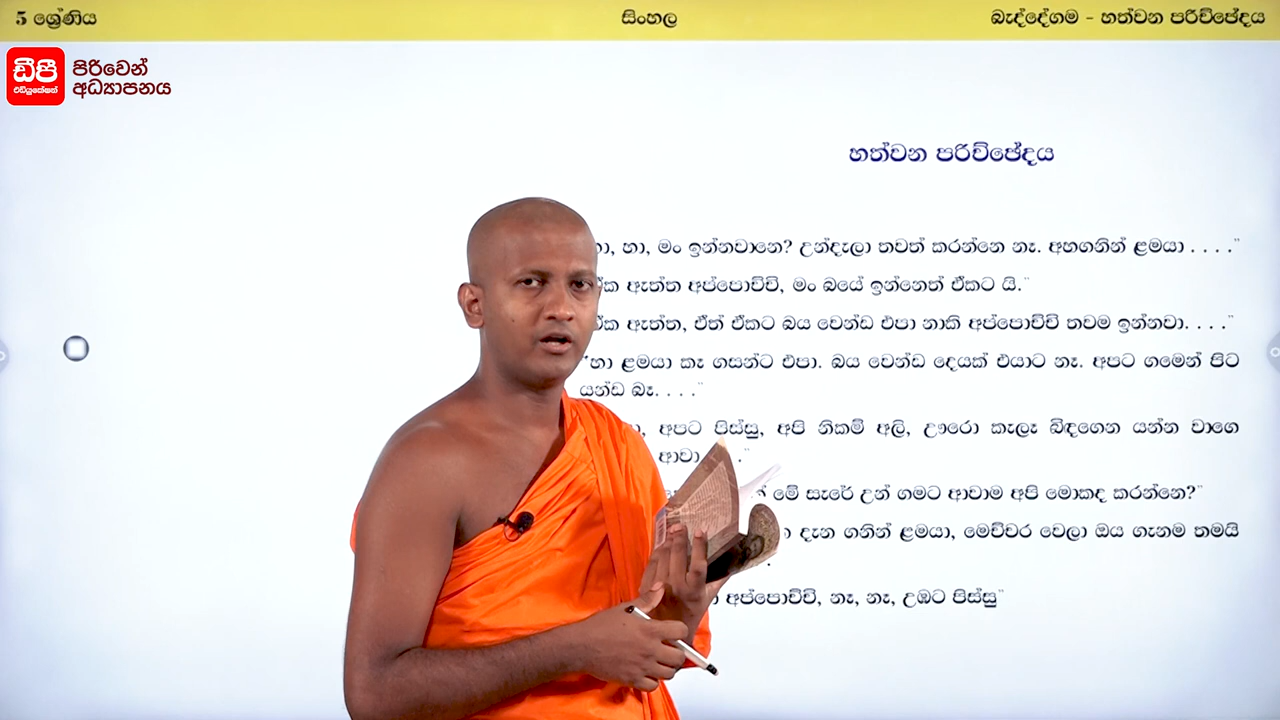 5 ශ්‍රේණිය
සිංහල
බැද්දේගම - හත්වන පරිච්ඡේදය
ඩීපී
එඩියුකේෂන්
පිරිවෙන්
අධ්‍යාපනය
හත්වන පරිච්ඡේදය
හා, මං ඉන්නවානෙ? උන්දැලා තවත් කරන්නෙ නෑ. අහගනින් ළමයා . . . ."
ඇත්ත අප්පොච්චි, මං බයේ ඉන්නෙත් ඒකට යි."
ඇත්ත, ඒත් ඒකට බය වෙන්ඩ එපා නාකි අප්පොච්චි තවම ඉන්නවා. . . ."
"හා ළමයා කෑ ගසන්ට එපා. බය වෙන්ඩ දෙයක් එයාට නෑ. අපට ගමෙන් පිට
යන්ඩ බෑ. . . ."
අපට පිස්සු, අපි නිකම් අලි, ඌරො කැලෑ බිඳගෙන යන්න වාගෙ
ආවා . ."
මේ සැරේ උන් ගමට ආවාම අපි මොකද කරන්නෙ?"
දැන ගනින් ළමයා, මෙච්චර වෙලා ඔය ගැනම තමයි
අප්පොච්චි, නෑ, නෑ, උඹට පිස්සු"